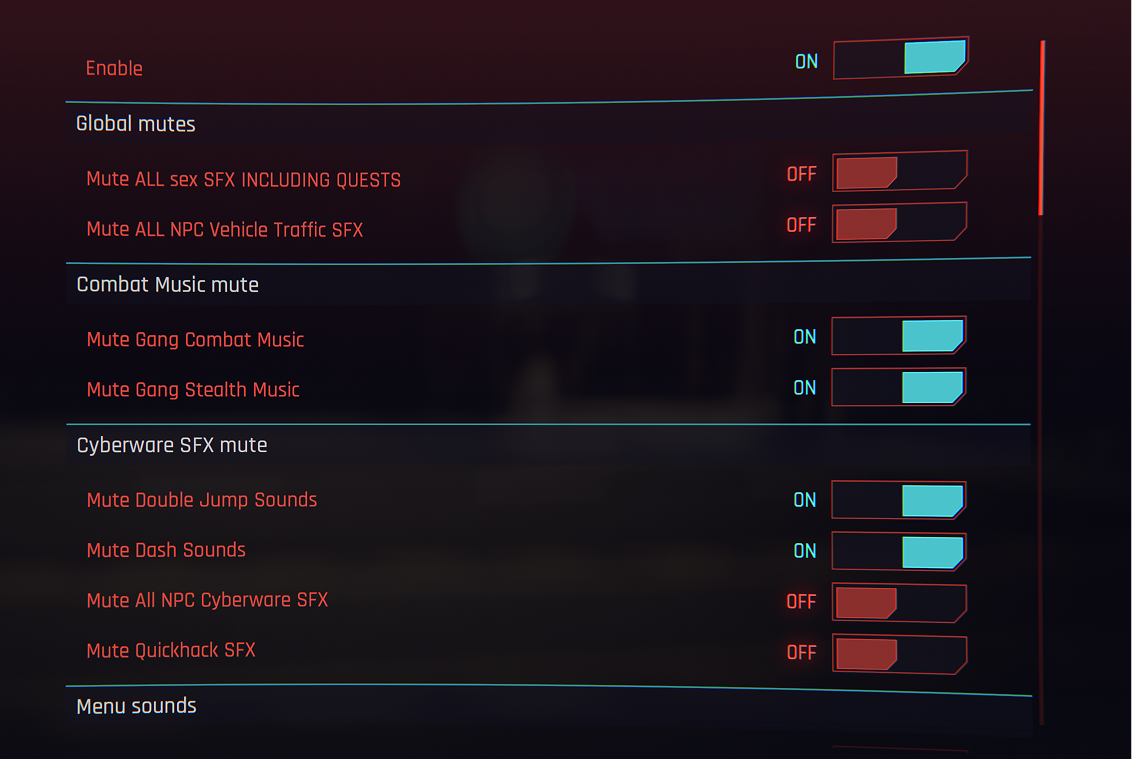 Enable ON
Global mutes
Mute ALL sex SFX INCLUDING QUESTS OFF
Mute ALL NPC Vehicle Traffic SFX OFF
Combat Music mute
Mute Gang Combat Music ON
Mute Gang Stealth Music ON
Cyberware SFX mute
Mute Double Jump Sounds ON
Mute Dash Sounds ON
Mute All NPC Cyberware SFX OFF
Mute Quickhack SFX OFF
Menu sounds